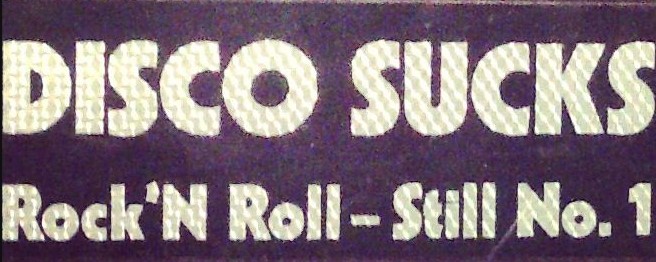 DISCO SUCKS
Rock'N Roll – Still No. 1